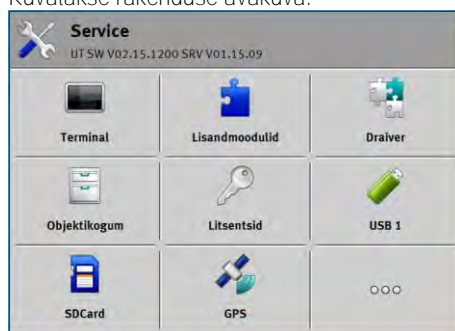 Kuvatakse rakenduse avakuva.
Service
UT SW V02.15.1200 SRV V01.15.09
Terminal
Lisandmoodulid
Draiver
Objektikogum
Litsentsid
USB 1
SDCard
GPS